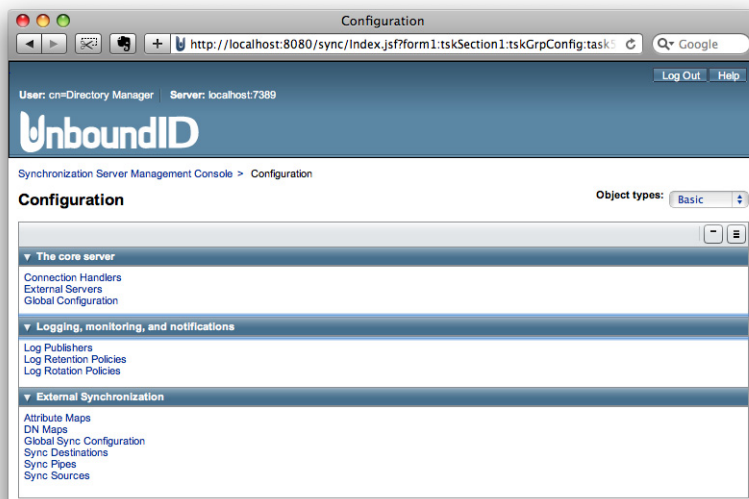 Configuration
http://localhost:8080/sync/Index.jsf?form1:tskSection1:tskGrpConfig:task
Google
Log Out Help
User: cn=Directory Manager Server: localhost:7389
UnboundID
Synchronization Server Management Console > Configuration
Configuration
Object types: Basic
The core server
Connection Handlers
External Servers
Global Configuration
Logging, monitoring, and notifications
Log Publishers
Log Retention Policies
Log Rotation Policies
External Synchronization
Attribute Maps
DN Maps
Global Sync Configuration
Sync Destinations
Sync Pipes
Sync Sources